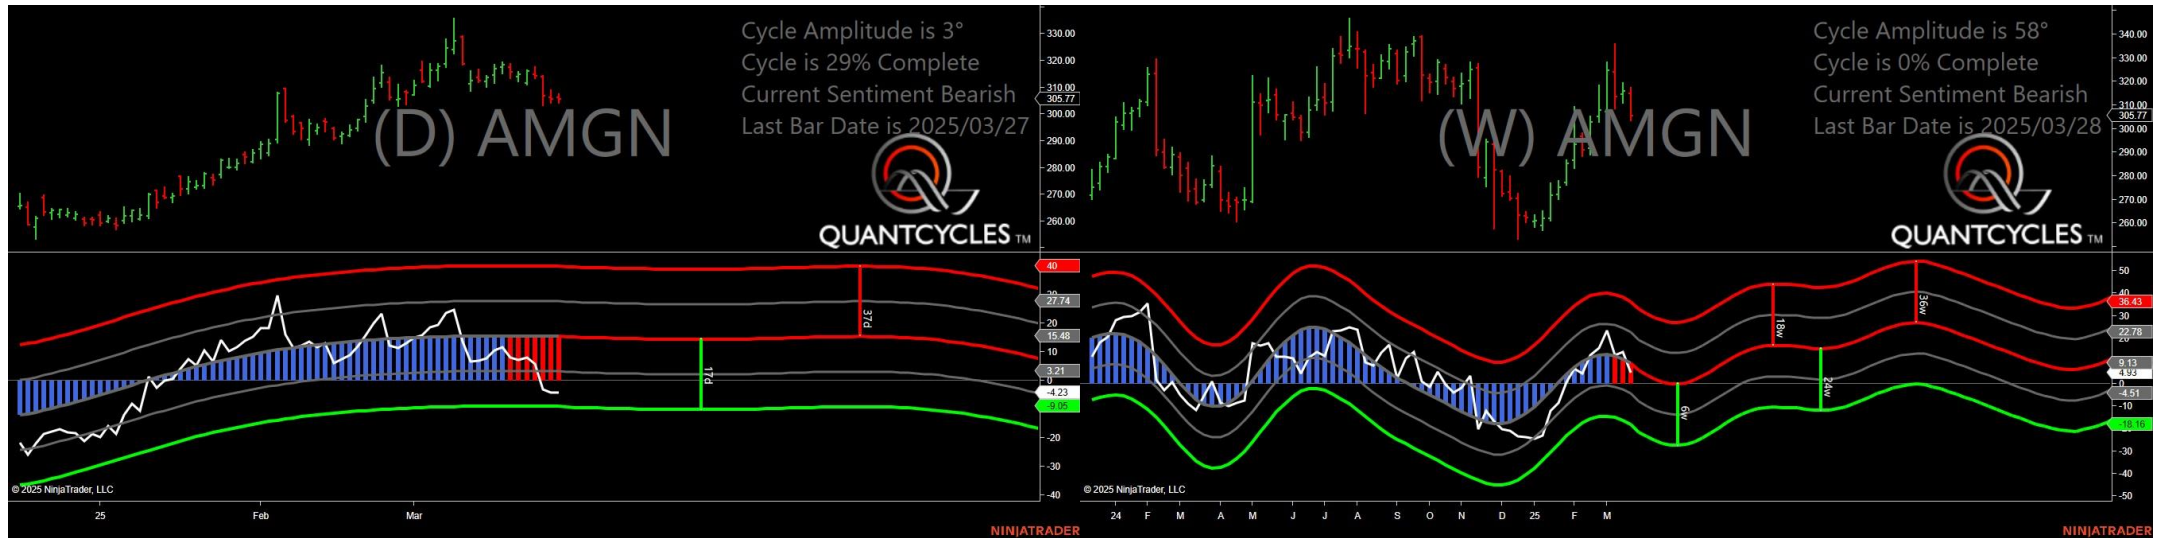 Cycle Amplitude is 3°
Cycle is 29% Complete
Current Sentiment Bearish
Last Bar Date is 2025/03/27
(D) AMGN
QUANTCYCLES TM
330.00
320.00
310.00
305.77
300.00
290.00
280.00
270.00
260.00
40
27.74
20
15.48
10
3.21
0
-4.23
-9.05
-20
-30
-40
37d
17d
© 2025 NinjaTrader, LLC
25
Feb
Mar
NINJATRADER
Cycle Amplitude is 58°
Cycle is 0% Complete
Current Sentiment Bearish
Last Bar Date is 2025/03/28
(W) AMGN
QUANTCYCLES TM
340.00
330.00
320.00
310.00
305.77
300.00
290.00
280.00
270.00
260.00
50
40
36.43
30
22.78
9.13
4.93
0
-4.51
-10
-18.16
-30
-40
-50
6w
18w
24w
36w
© 2025 NinjaTrader, LLC
24
F
M
A
M
J
J
A
S
O
N
D
25
F
M
NINJATRADER